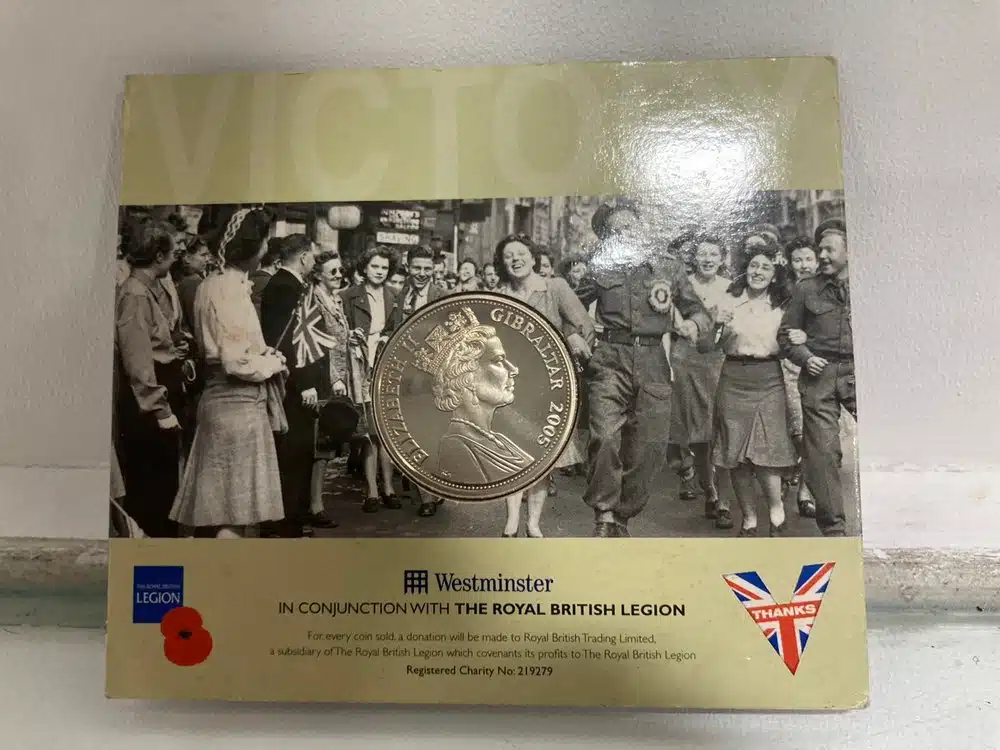 VICTORY
SHAVING
ELIZABETH II
GIBRALTAR 2005
THE ROYAL BRITISH
LEGION
Westminster
IN CONJUNCTION WITH THE ROYAL BRITISH LEGION
THANKS
For every coin sold, a donation will be made to Royal British Trading Limited,
a subsidiary of The Royal British Legion which covenants its profits to The Royal British Legion
Registered Charity No: 219279